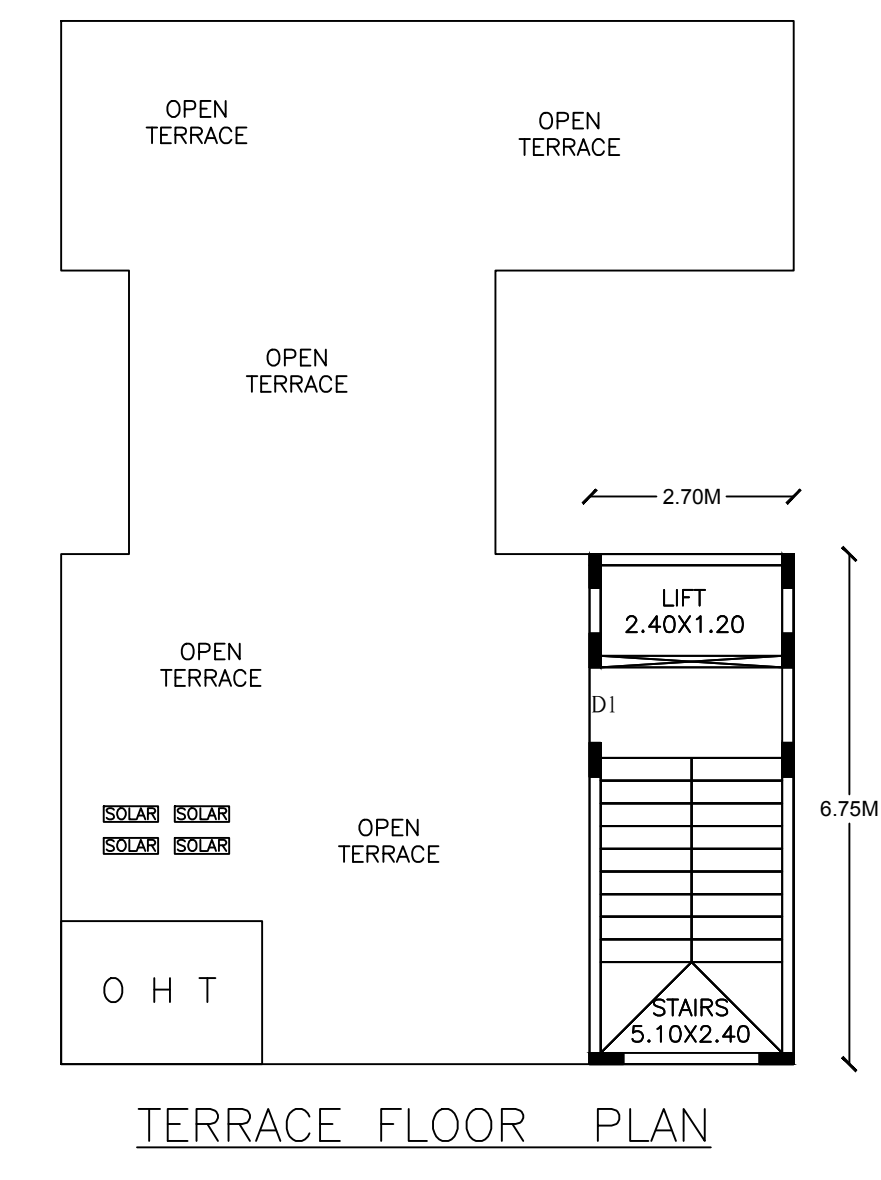 OPEN
TERRACE
OPEN
TERRACE
OPEN
TERRACE
2.70M
LIFT
2.40X1.20
OPEN
TERRACE
D1
SOLAR SOLAR
SOLAR SOLAR
6.75M
OPEN
TERRACE
O H T
STAIRS
5.10X2.40
TERRACE FLOOR PLAN